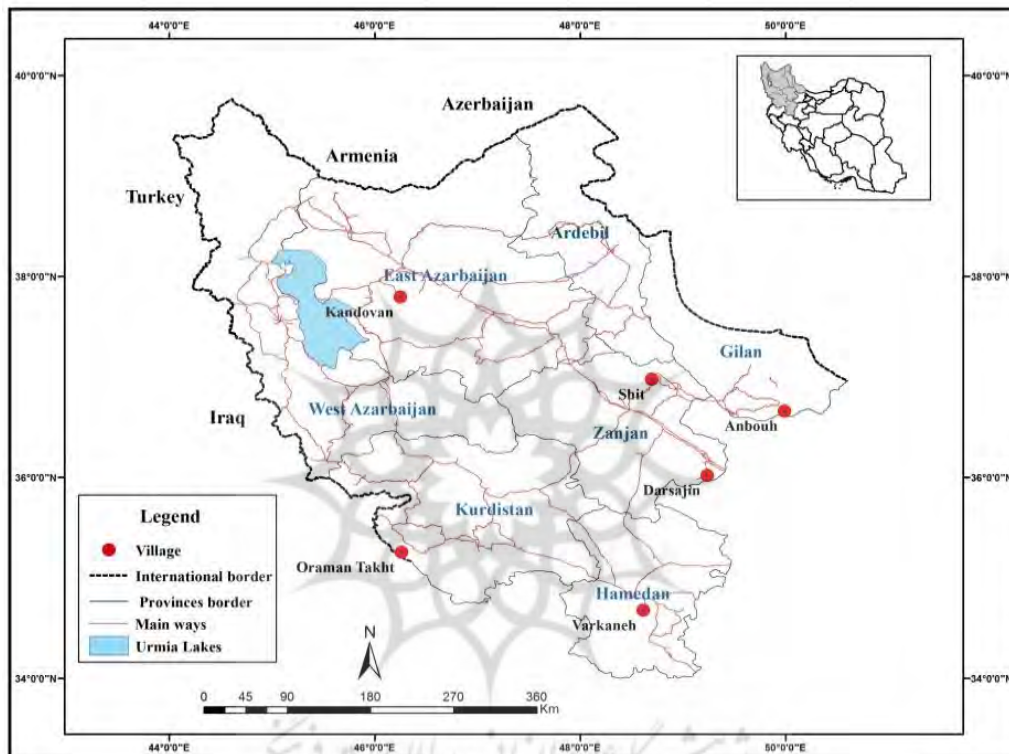 44°0'0"E 46°0'0"E 48°0'0"E 50°0'0"E
40°0'0"N 40°0'0"N
Azerbaijan
Armenia
Turkey
Ardebil
38°0'0"N 38°0'0"N
East Azarbaijan
Kandovan
Gilan
Sbit
West Azarbaijan
Iraq
Anbouh
Zanjan
36°0'0"N 36°0'0"N
Darsajin
Kurdistan
Legend
Village
International border
Provinces border
Main ways
Urmia Lakes
Oraman Takht
Hamedan
Varkaneh
N
34°0'0"N 34°0'0"N
0 45 90 180 270 360
Km
44°0'0"E 46°0'0"E 48°0'0"E 50°0'0"E